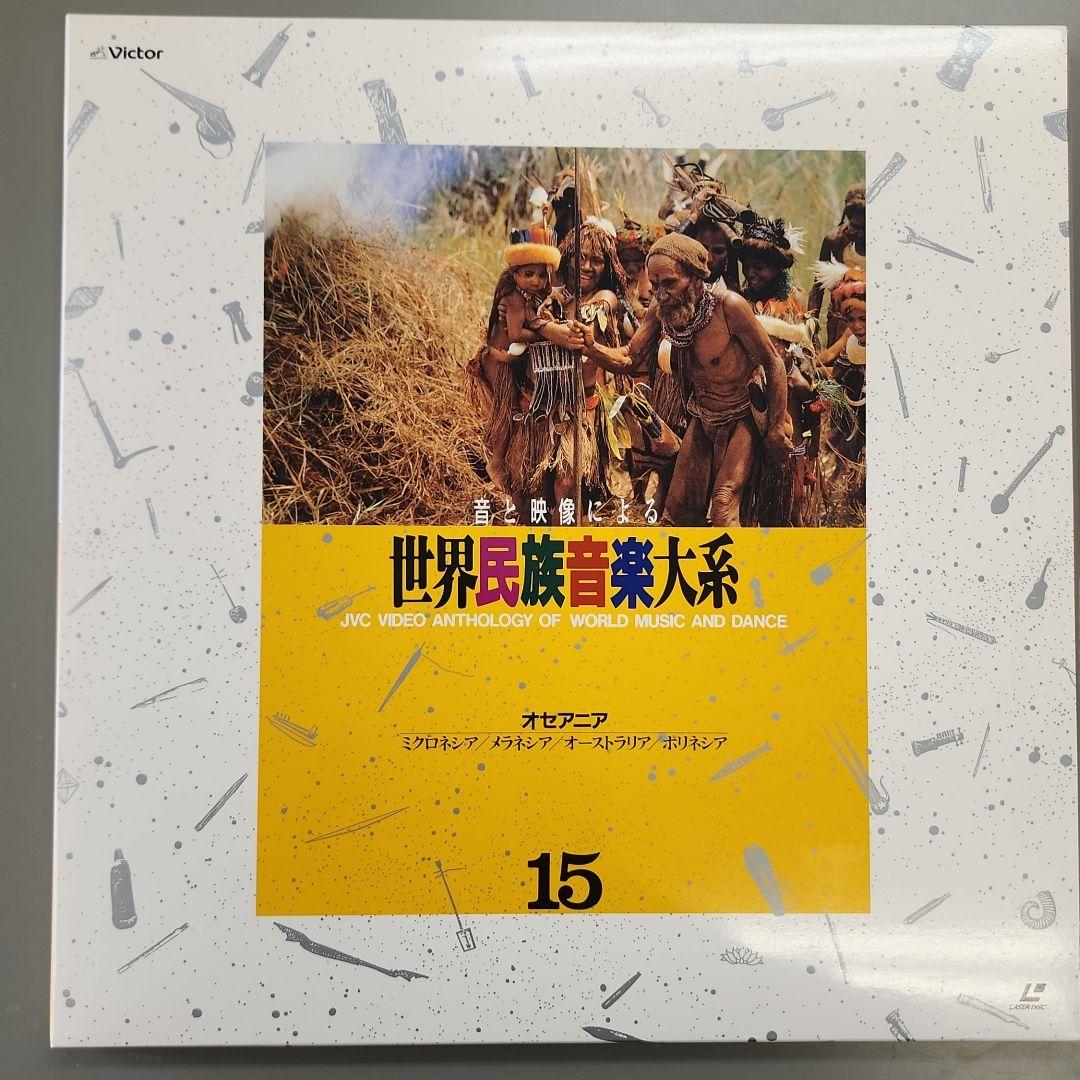 Victor
音と映像による
世界民族音楽大系
JVC VIDEO ANTHOLOGY OF WORLD MUSIC AND DANCE
オセアニア
ミクロネシア/メラネシア/オーストラリア/ポリネシア
15
LASER DISC